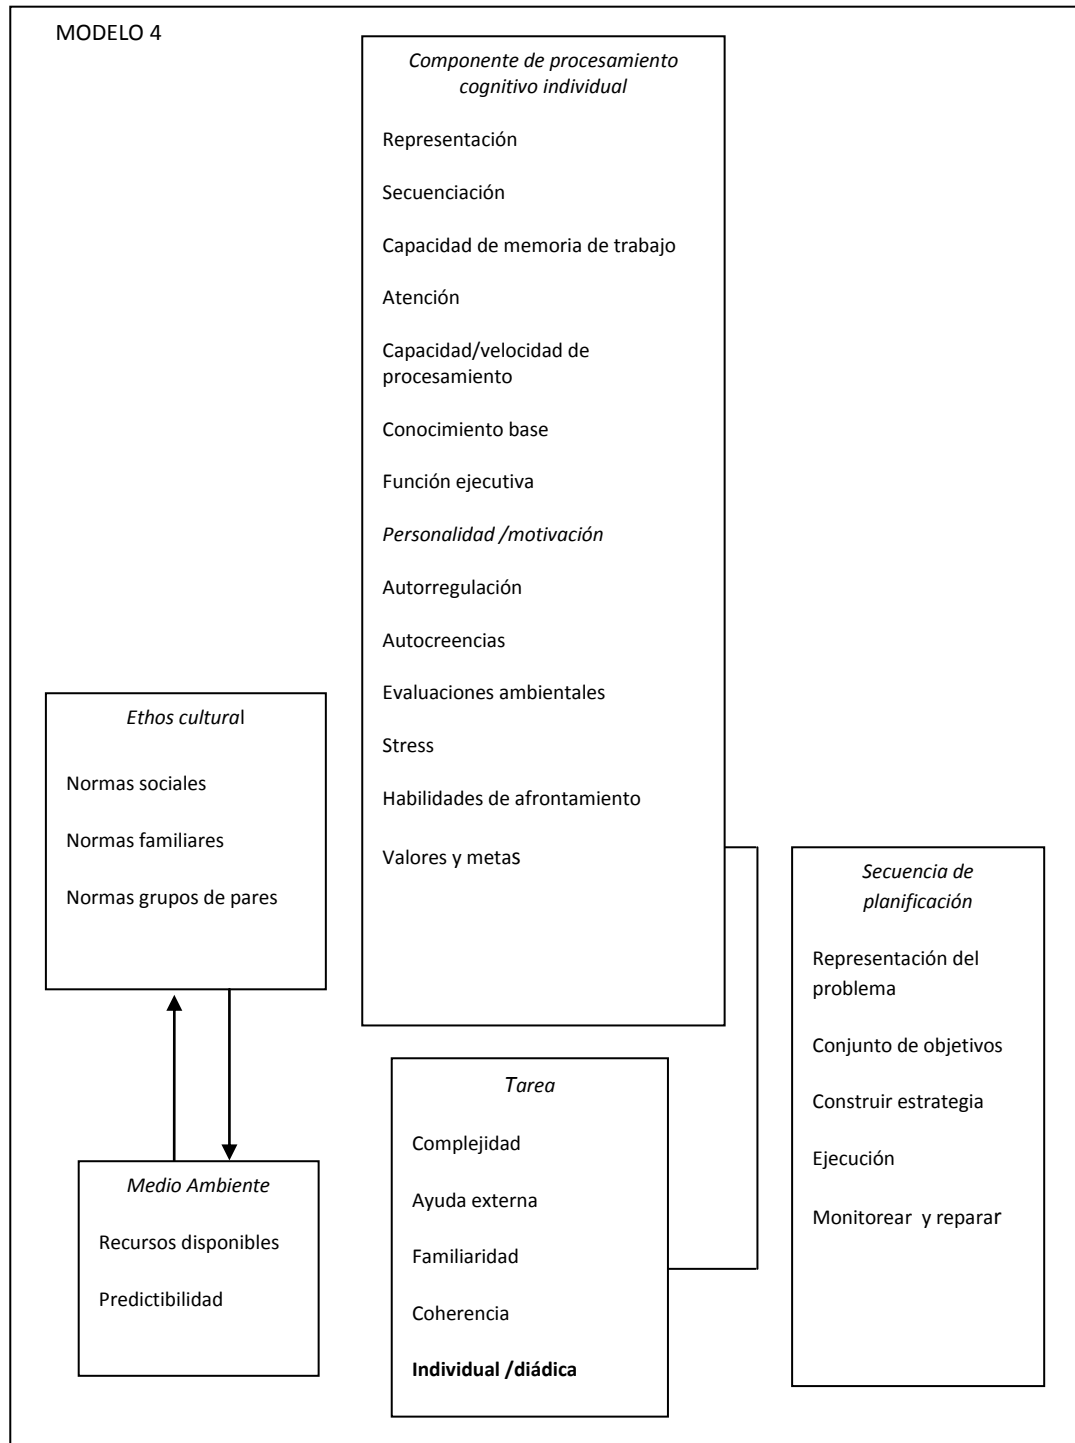 MODELO 4
Componente de procesamiento
cognitivo individual
Representación
Secuenciación
Capacidad de memoria de trabajo
Atención
Capacidad/velocidad de
procesamiento
Conocimiento base
Función ejecutiva
Personalidad /motivación
Autorregulación
Autocreencias
Evaluaciones ambientales
Stress
Habilidades de afrontamiento
Valores y metas
Ethos cultural
Normas sociales
Normas familiares
Normas grupos de pares
Medio Ambiente
Recursos disponibles
Predictibilidad
Tarea
Complejidad
Ayuda externa
Familiaridad
Coherencia
Individual /diádica
Secuencia de
planificación
Representación del
problema
Conjunto de objetivos
Construir estrategia
Ejecución
Monitorear  y reparar